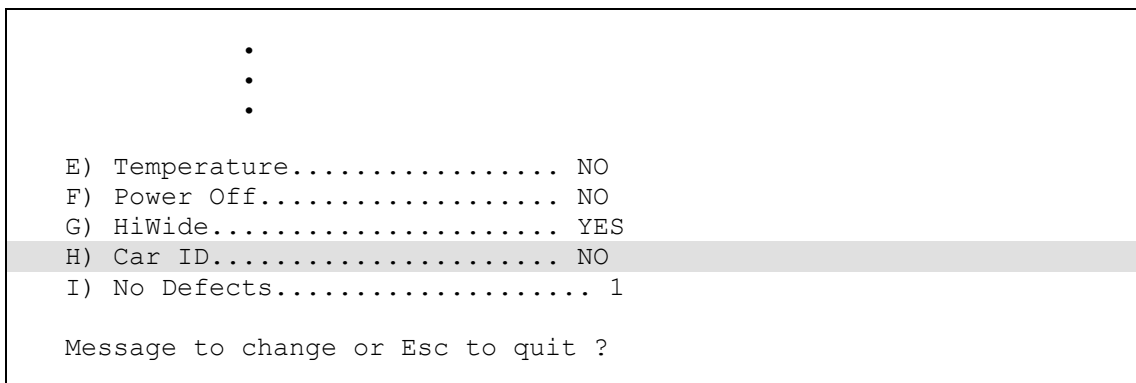 •
•
•
E) Temperature................. NO
F) Power Off................... NO
G) HiWide...................... YES
H) Car ID...................... NO
I) No Defects.................... 1
Message to change or Esc to quit ?